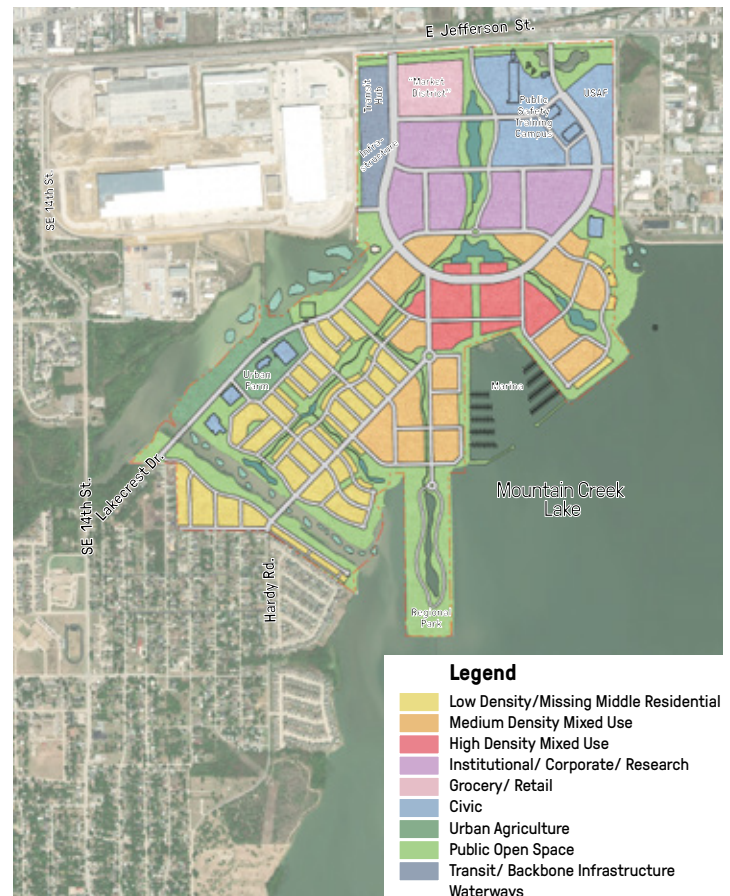 E Jefferson St.
Transit
Hub
"Market
District"
Public
Safety
Training
Campus
USAF
Infra-
structure
SE 14th St.
Urban
Farm
Marina
Lakecrest Dr.
SE 14th St.
Mountain Creek
Lake
Hardy Rd.
Regional
Park
Legend
Low Density/Missing Middle Residential
Medium Density Mixed Use
High Density Mixed Use
Institutional/ Corporate/ Research
Grocery/ Retail
Civic
Urban Agriculture
Public Open Space
Transit/ Backbone Infrastructure
Waterways